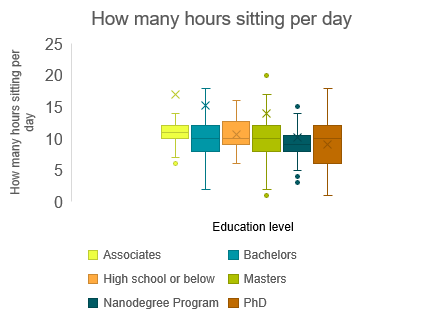 How many hours sitting per day
How many hours sitting per
day
25
20
15
10
5
0
Education level
Associates
Bachelors
High school or below
Masters
Nanodegree Program
PhD